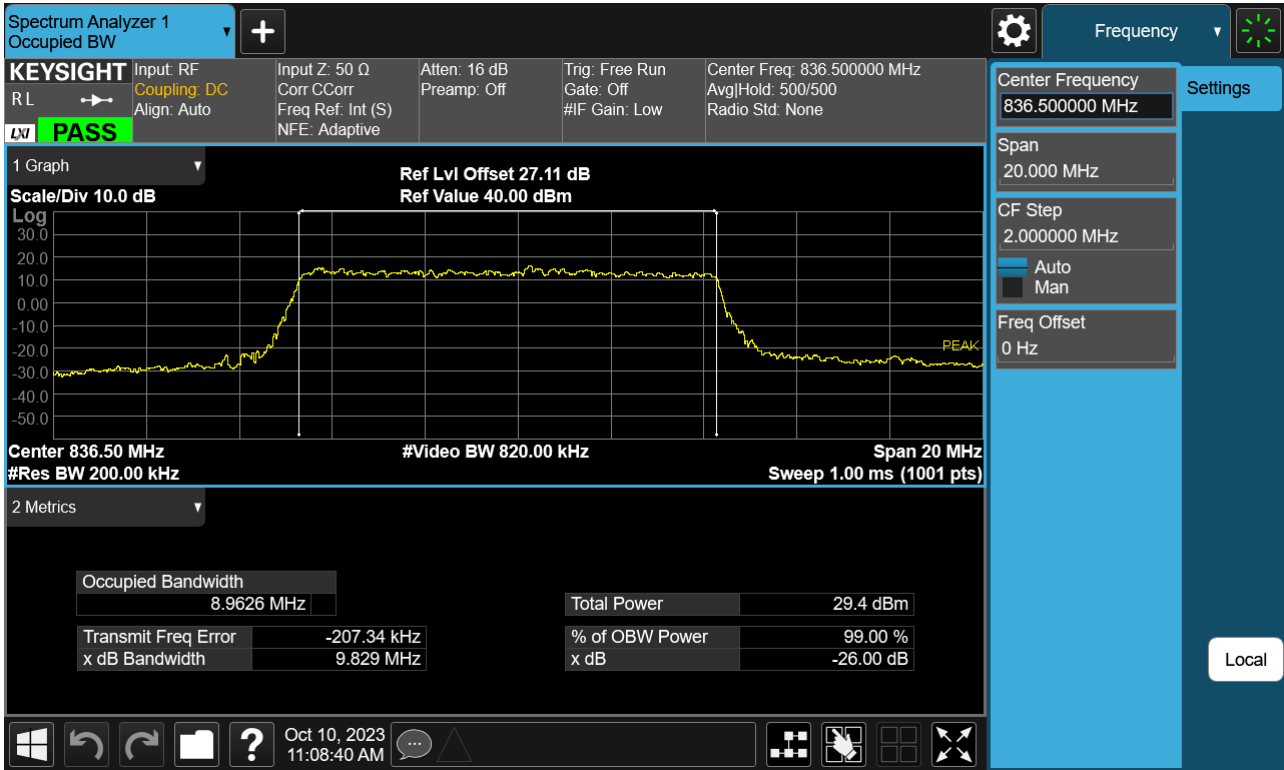 Spectrum Analyzer 1
Occupied BW
+
Frequency
KEYSIGHT
R L
LXI PASS
Input: RF
Coupling: DC
Align: Auto
Input Z: 50 Ω
Corr CCorr
Freq Ref: Int (S)
NFE: Adaptive
Atten: 16 dB
Preamp: Off
Trig: Free Run
Gate: Off
#IF Gain: Low
Center Freq: 836.500000 MHz
Avg|Hold: 500/500
Radio Std: None
1 Graph
Ref Lvl Offset 27.11 dB
Scale/Div 10.0 dB
Ref Value 40.00 dBm
Log
30.0
20.0
10.0
0.00
-10.0
-20.0
-30.0
-40.0
-50.0
PEAK
Center 836.50 MHz
#Video BW 820.00 kHz
Span 20 MHz
#Res BW 200.00 kHz
Sweep 1.00 ms (1001 pts)
2 Metrics
Occupied Bandwidth
8.9626 MHz
Total Power 29.4 dBm
Transmit Freq Error -207.34 kHz
% of OBW Power 99.00 %
x dB Bandwidth 9.829 MHz
x dB -26.00 dB
?
Oct 10, 2023
11:08:40 AM
Center Frequency
836.500000 MHz
Span
20.000 MHz
CF Step
2.000000 MHz
Auto
Man
Freq Offset
0 Hz
Settings
Local